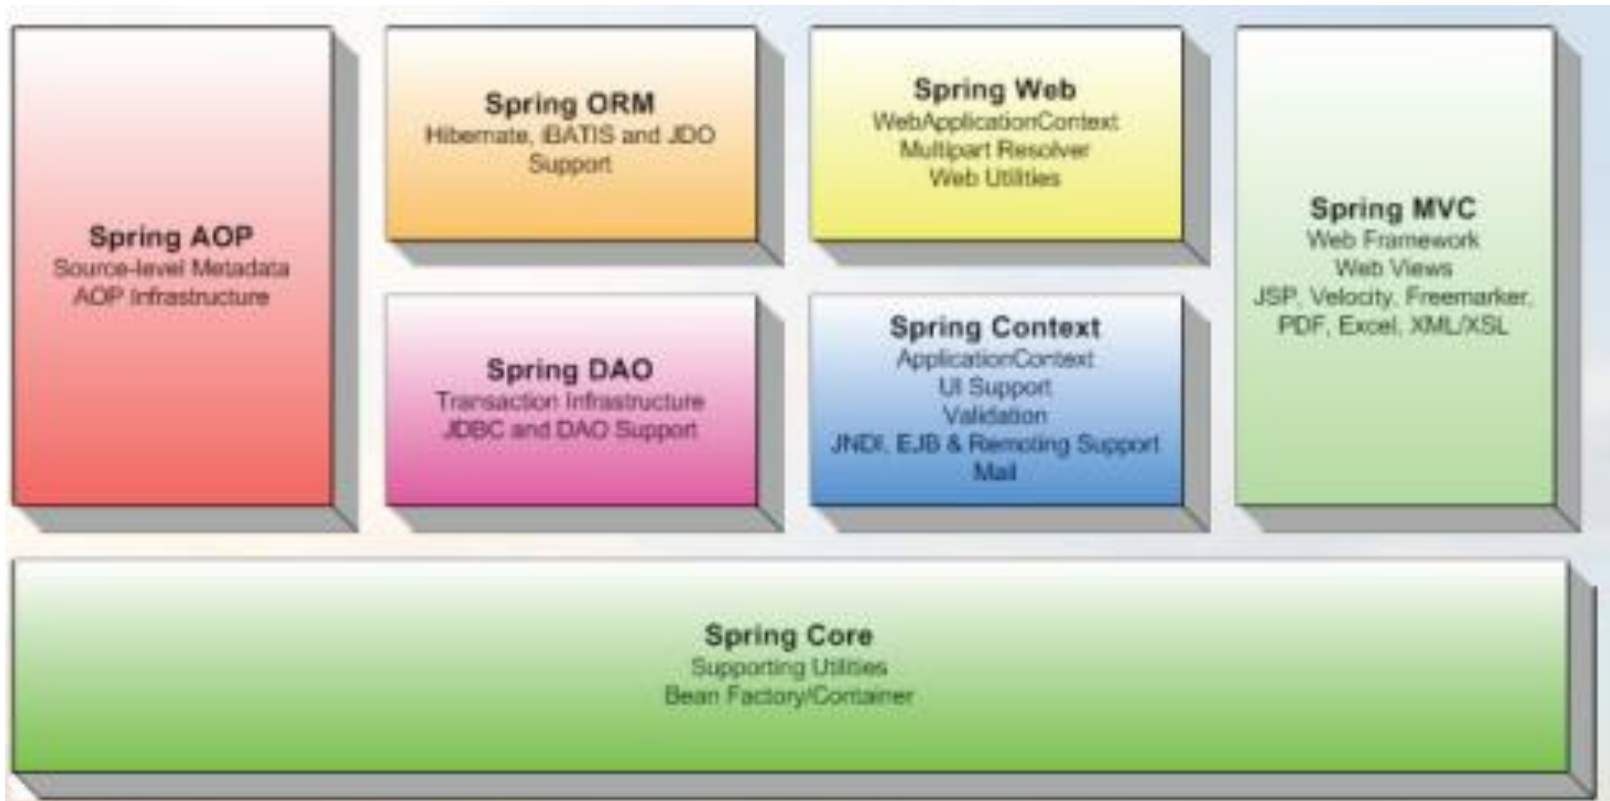 Spring AOP
Source-level Metadata
AOP Infrastructure
Spring ORM
Hibernate, iBATIS and JDO
Support
Spring Web
WebApplicationContext
Multipart Resolver
Web Utilities
Spring MVC
Web Framework
Web Views
JSP, Velocity, Freemarker,
PDF, Excel, XML/XSL
Spring DAO
Transaction Infrastructure
JDBC and DAO Support
Spring Context
ApplicationContext
UI Support
Validation
JNDI, EJB & Remoting Support
Mail
Spring Core
Supporting Utilities
Bean Factory/Container